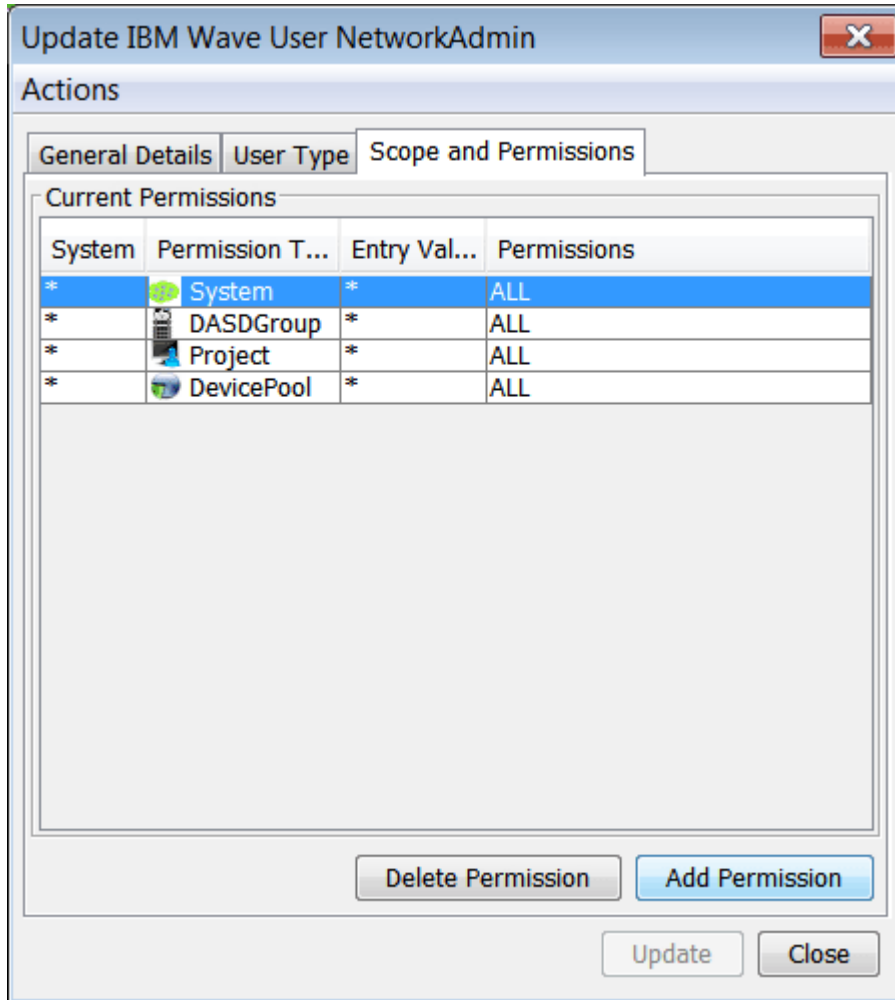 Update IBM Wave User NetworkAdmin
Actions
General Details User Type Scope and Permissions
Current Permissions
System Permission T... Entry Val... Permissions
* System * ALL
* DASDGroup * ALL
* Project * ALL
* DevicePool * ALL
Delete Permission Add Permission
Update Close